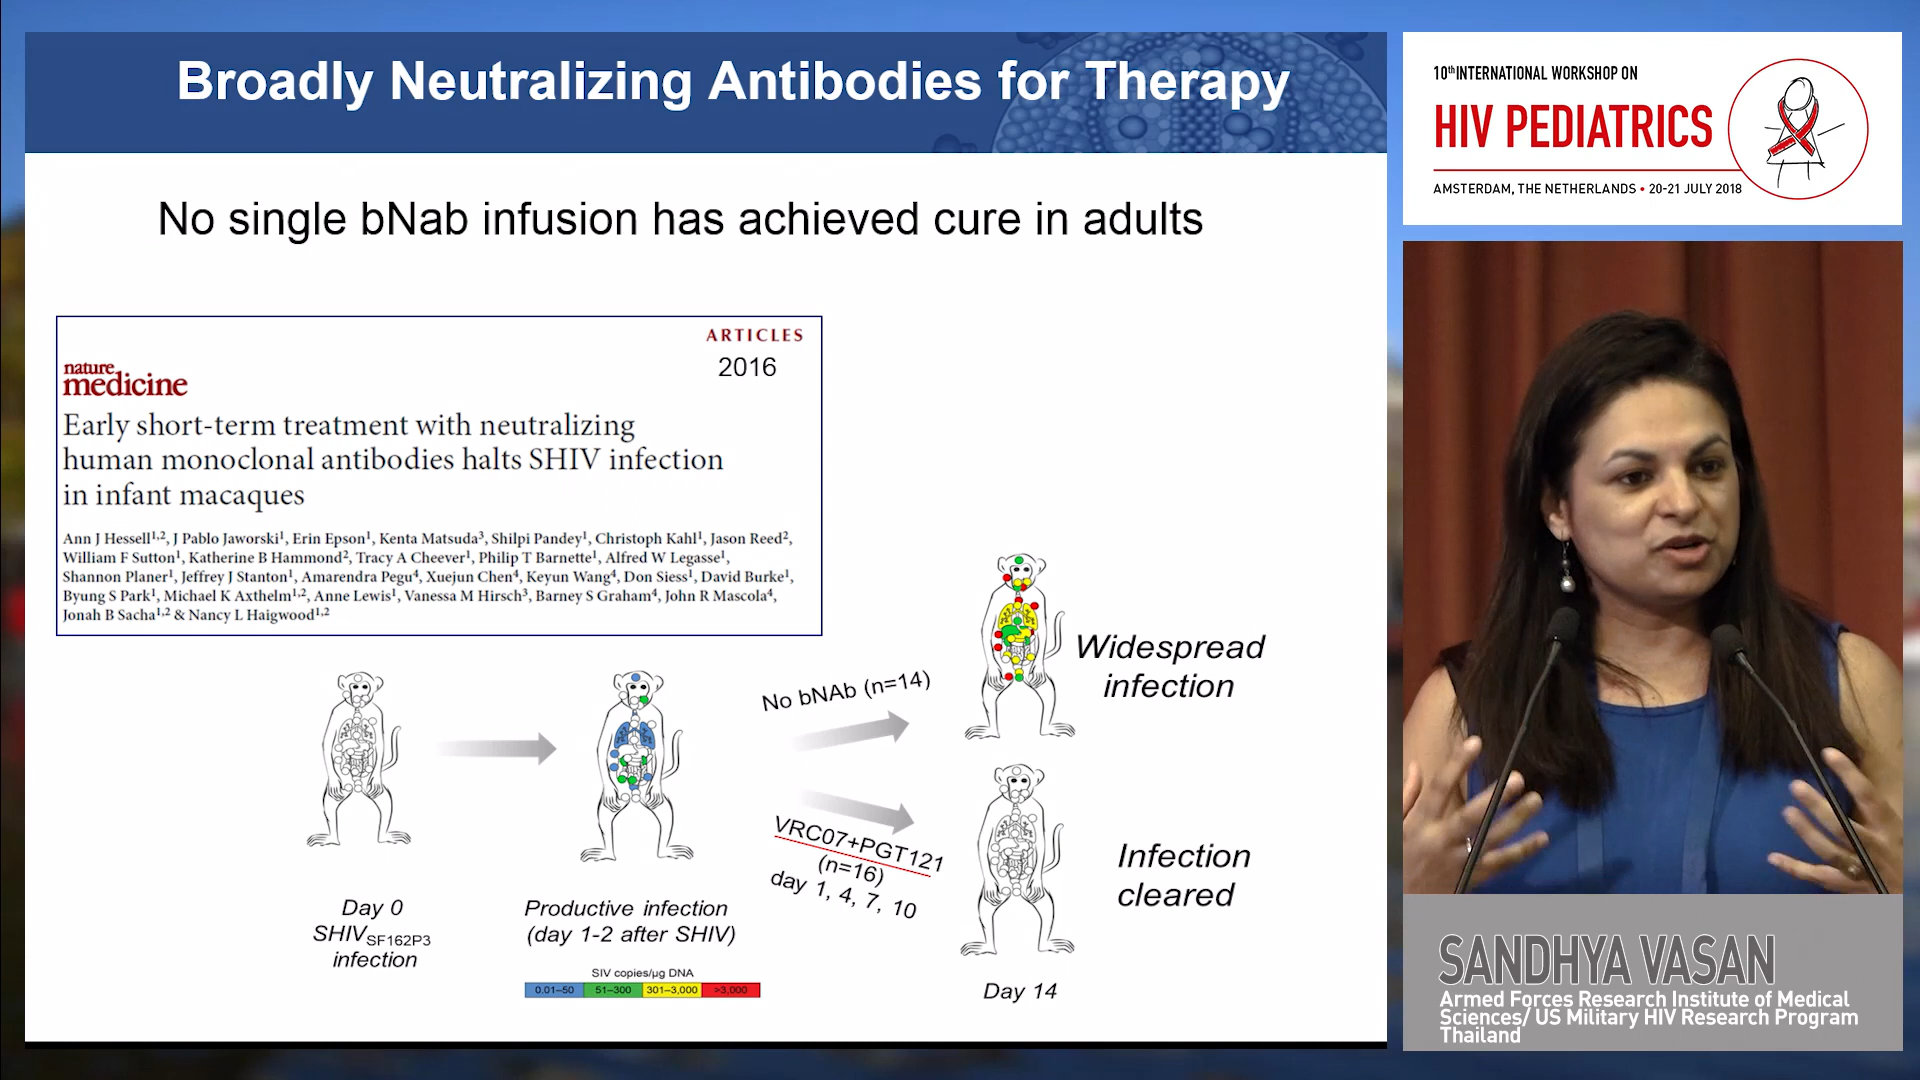 Broadly Neutralizing Antibodies for Therapy
No single bNab infusion has achieved cure in adults
ARTICLES
2016
nature
medicine
Early short-term treatment with neutralizing
human monoclonal antibodies halts SHIV infection
in infant macaques
Ann J Hessell1,2, J Pablo Jaworski1, Erin Epson1, Kenta Matsuda3, Shilpi Pandey1, Christoph Kahl1, Jason Reed2,
William F Sutton1, Katherine B Hammond2, Tracy A Cheever1, Philip T Barnette1, Alfred W Legasse1,
Shannon Planer1, Jeffrey J Stanton1, Amarendra Pegu4, Xuejun Chen4, Keyun Wang4, Don Siess1, David Burke1,
Byung S Park1, Michael K Axthelm1,2, Anne Lewis1, Vanessa M Hirsch3, Barney S Graham4, John R Mascola4,
Jonah B Sacha1,2 & Nancy L Haigwood1,2
No bNAb (n=14)
Widespread
infection
VRC07+PGT121
(n=16)
day 1, 4, 7, 10
Infection
cleared
Day 0
SHIVSF162P3
infection
Productive infection
(day 1-2 after SHIV)
SIV copies/µg DNA
0.01–50 51–300 301–3,000 >3,000
Day 14
10th INTERNATIONAL WORKSHOP ON
HIV PEDIATRICS
AMSTERDAM, THE NETHERLANDS • 20-21 JULY 2018
SANDHYA VASAN
Armed Forces Research Institute of Medical
Sciences/ US Military HIV Research Program
Thailand